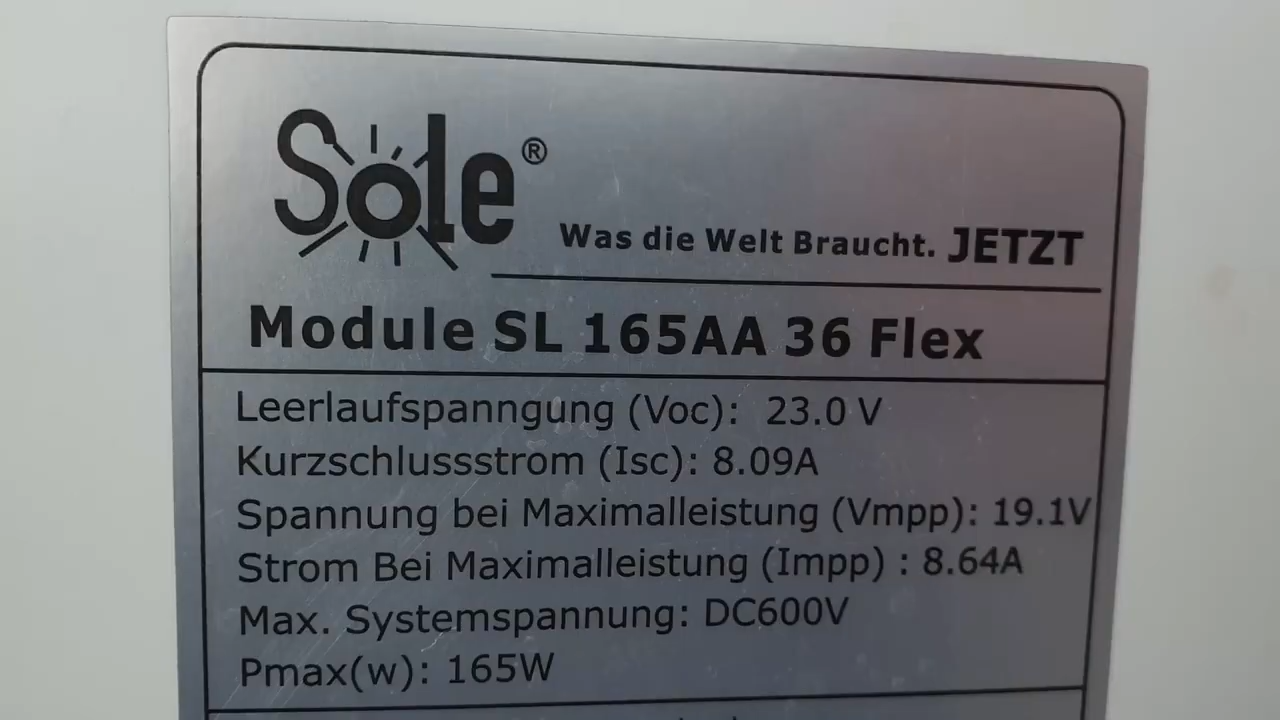 Sole®
Was die Welt Braucht. JETZT
Module SL 165AA 36 Flex
Leerlaufspanngung (Voc): 23.0 V
Kurzschlussstrom (Isc): 8.09A
Spannung bei Maximalleistung (Vmpp): 19.1V
Strom Bei Maximalleistung (Impp) : 8.64A
Max. Systemspannung: DC600V
Pmax(w): 165W